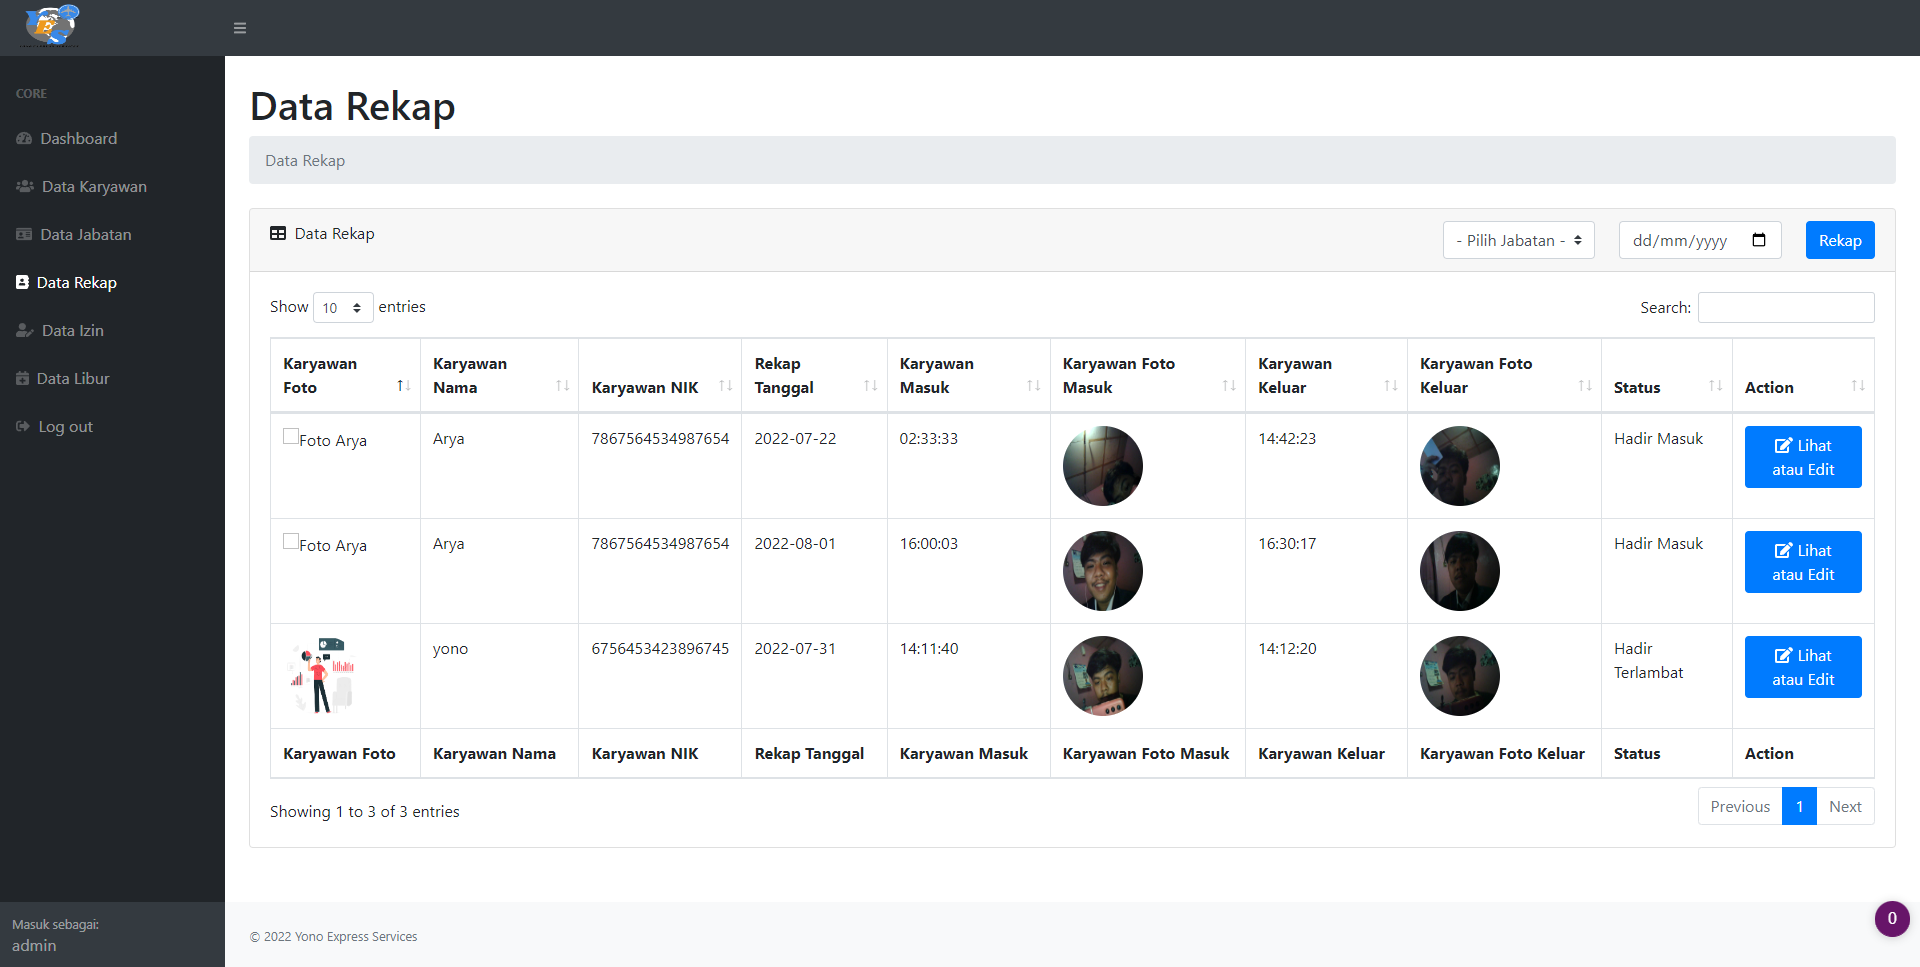 YES
CORE
Dashboard
Data Karyawan
Data Jabatan
Data Rekap
Data Izin
Data Libur
Log out
Masuk sebagai:
admin
Data Rekap
Data Rekap
Data Rekap
- Pilih Jabatan -
dd/mm/yyyy
Rekap
Show 10 entries
Search:
Karyawan Foto Karyawan Nama Karyawan NIK Rekap Tanggal Karyawan Masuk Karyawan Foto Masuk Karyawan Keluar Karyawan Foto Keluar Status Action
Foto Arya Arya 7867564534987654 2022-07-22 02:33:33 14:42:23 Hadir Masuk Lihat atau Edit
Foto Arya Arya 7867564534987654 2022-08-01 16:00:03 16:30:17 Hadir Masuk Lihat atau Edit
yono 6756453423896745 2022-07-31 14:11:40 14:12:20 Hadir Terlambat Lihat atau Edit
Karyawan Foto Karyawan Nama Karyawan NIK Rekap Tanggal Karyawan Masuk Karyawan Foto Masuk Karyawan Keluar Karyawan Foto Keluar Status Action
Showing 1 to 3 of 3 entries
Previous 1 Next
© 2022 Yono Express Services
0